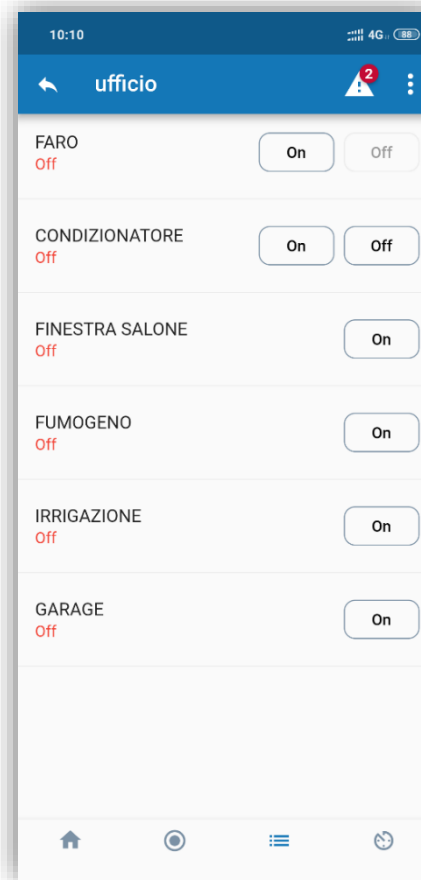 10:10 4G 88
ufficio 2
FARO
Off
On Off
CONDIZIONATORE
Off
On Off
FINESTRA SALONE
Off
On
FUMOGENO
Off
On
IRRIGAZIONE
Off
On
GARAGE
Off
On